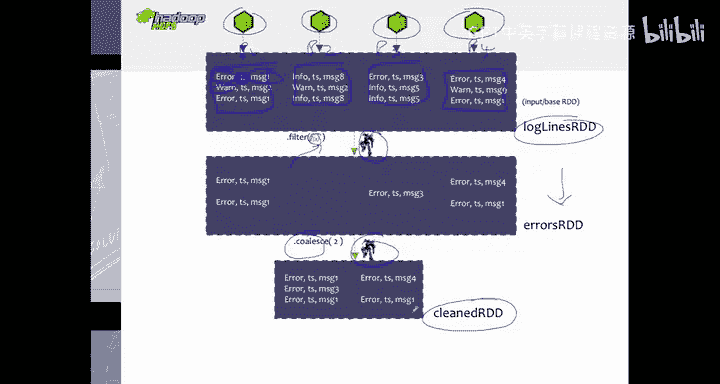 hadoop
HDFS
bilibili
Error, ts, msg1
Warn, ts, msg2
Error, ts, msg1
Info, ts, msg8
Warn, ts, msg2
Info, ts, msg8
Error, ts, msg3
Info, ts, msg5
Info, ts, msg5
Error, ts, msg4
Warn, ts, msg9
Error, ts, msg1
(input/base RDD)
logLinesRDD
.filter( )
Error, ts, msg1
Error, ts, msg1
Error, ts, msg3
Error, ts, msg4
Error, ts, msg1
errorsRDD
.coalesce( 2 )
Error, ts, msg1
Error, ts, msg3
Error, ts, msg1
Error, ts, msg4
Error, ts, msg1
cleanedRDD